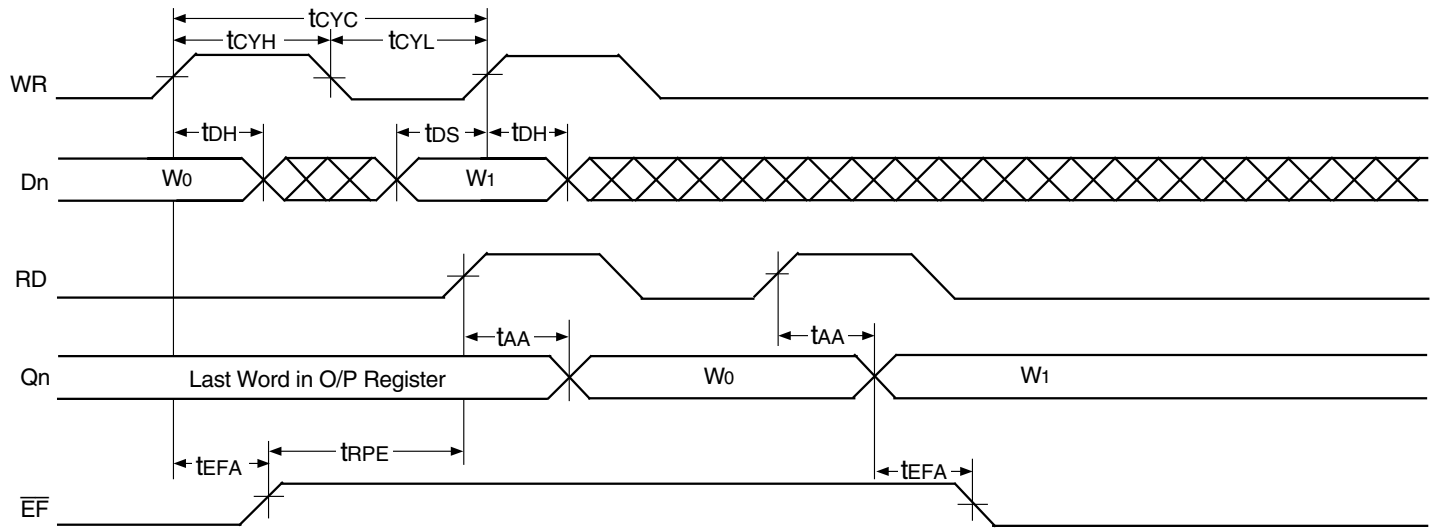 tCYC
tCYH tCYL
WR
tDH tDS tDH
Dn W0 W1
RD
tAA tAA
Qn Last Word in O/P Register W0 W1
tEFA tRPE tEFA
E̅F̅